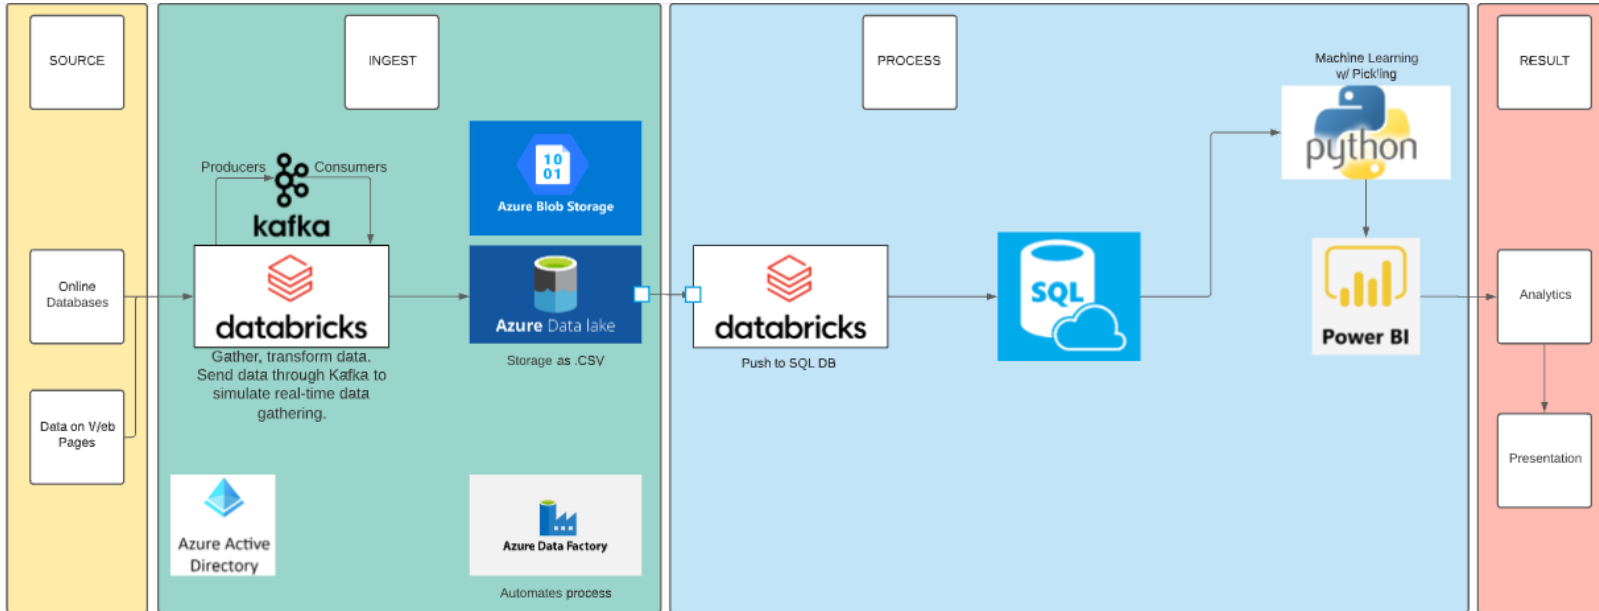 SOURCE
INGEST
PROCESS
RESULT
Machine Learning
w/ Pickling
python
Producers
Consumers
kafka
10
01
Azure Blob Storage
Online
Databases
databricks
Gather, transform data.
Send data through Kafka to
simulate real-time data
gathering.
Azure Data lake
Storage as .CSV
databricks
Push to SQL DB
SQL
Power BI
Analytics
Data on Web
Pages
Presentation
Azure Active
Directory
Azure Data Factory
Automates process